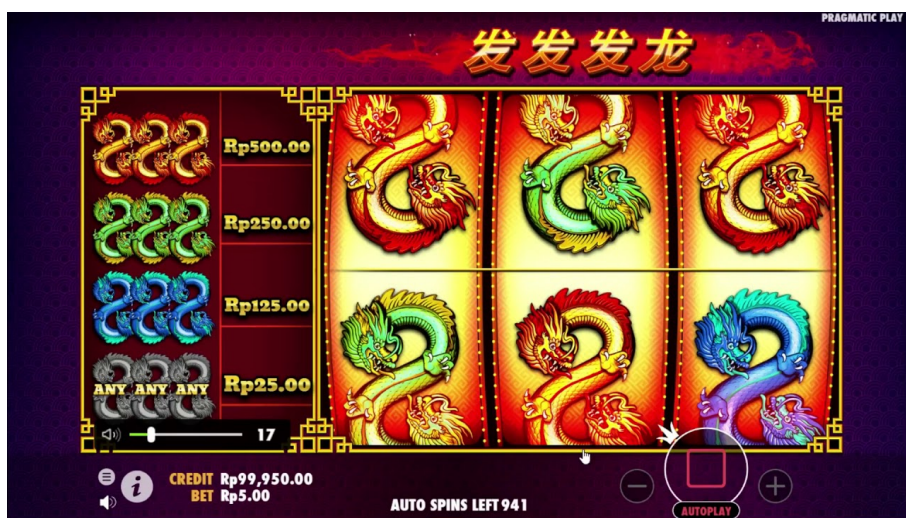 PRAGMATIC PLAY
发发发龙
Rp500.00
Rp250.00
Rp125.00
ANY ANY ANY
Rp25.00
17
CREDIT Rp99,950.00
BET Rp5.00
AUTO SPINS LEFT 941
AUTOPLAY